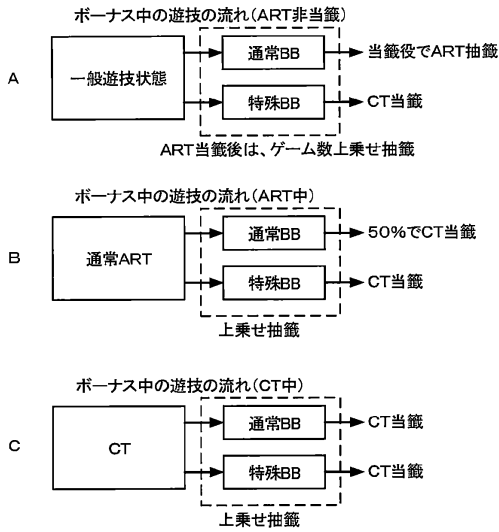 ボーナス中の遊技の流れ(ART非当籤)
A
一般遊技状態
通常BB
当籤役でART抽籤
特殊BB
CT当籤
ART当籤後は、ゲーム数上乗せ抽籤
ボーナス中の遊技の流れ(ART中)
B
通常ART
通常BB
50%でCT当籤
特殊BB
CT当籤
上乗せ抽籤
ボーナス中の遊技の流れ(CT中)
C
CT
通常BB
CT当籤
特殊BB
CT当籤
上乗せ抽籤